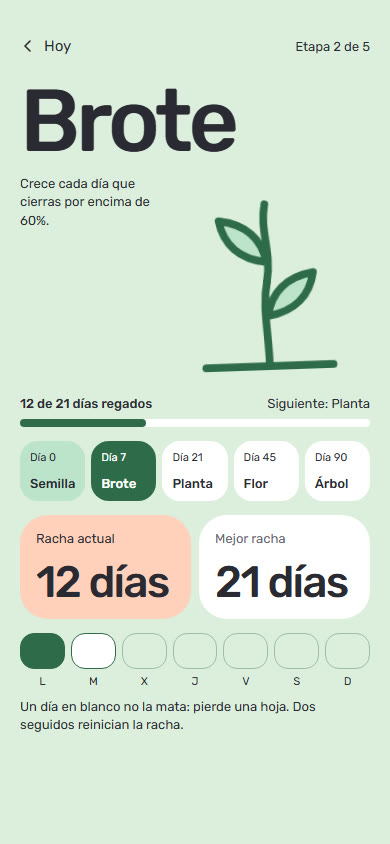 Hoy
Etapa 2 de 5
Brote
Crece cada día que
cierras por encima de
60%.
12 de 21 días regados
Siguiente: Planta
Día 0
Semilla
Día 7
Brote
Día 21
Planta
Día 45
Flor
Día 90
Árbol
Racha actual
12 días
Mejor racha
21 días
L
M
X
J
V
S
D
Un día en blanco no la mata: pierde una hoja. Dos
seguidos reinician la racha.